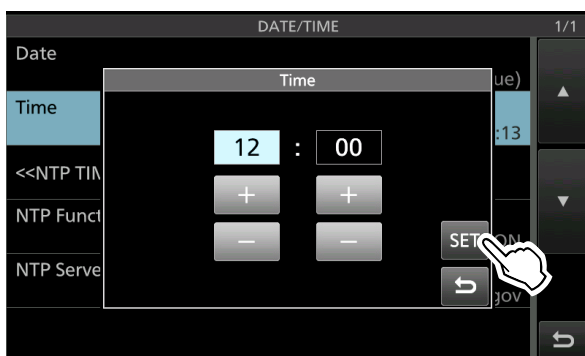 DATE/TIME 1/1
Date
ue)
Time
Time
:13
12 : 00
<<NTP TIM
+ +
NTP Funct
- -
SET ON
NTP Serve
gov